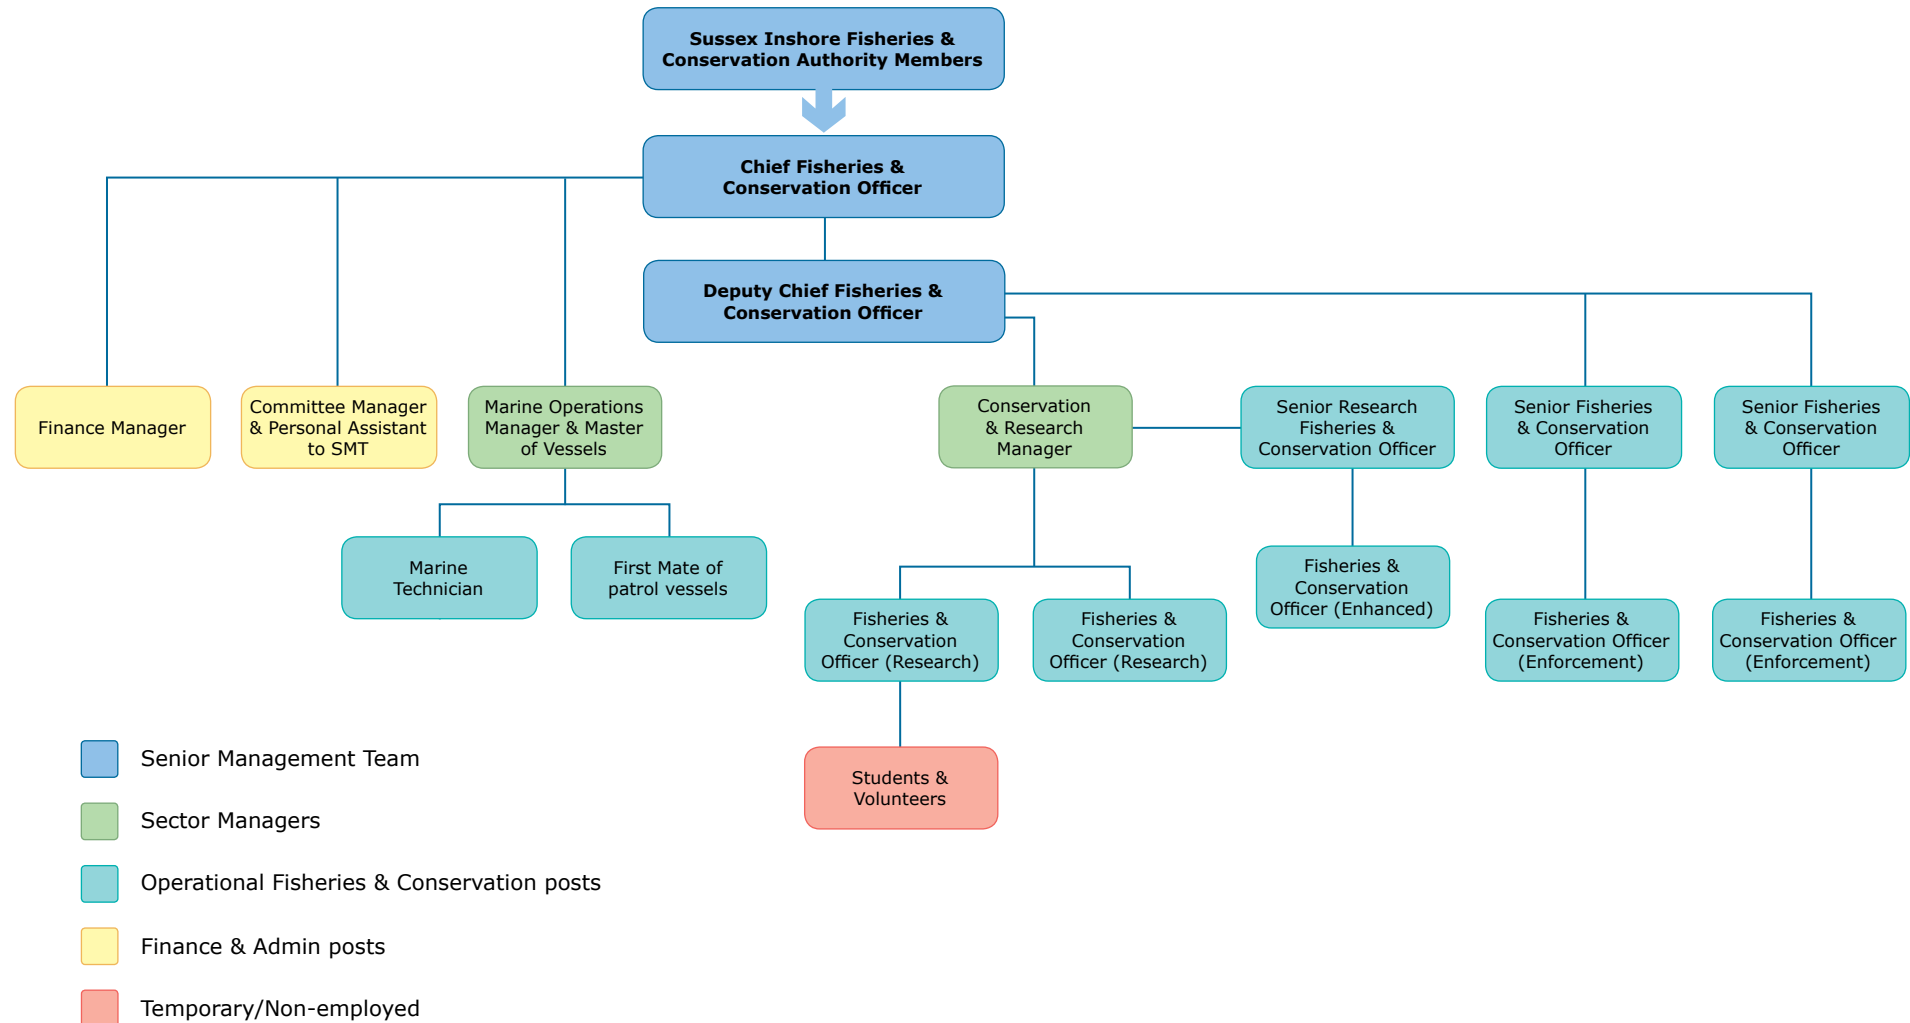 Sussex Inshore Fisheries &
Conservation Authority Members
Chief Fisheries &
Conservation Officer
Deputy Chief Fisheries &
Conservation Officer
Finance Manager
Committee Manager
& Personal Assistant
to SMT
Marine Operations
Manager & Master
of Vessels
Conservation
& Research
Manager
Senior Research
Fisheries &
Conservation Officer
Senior Fisheries
& Conservation
Officer
Senior Fisheries
& Conservation
Officer
Marine
Technician
First Mate of
patrol vessels
Fisheries &
Conservation
Officer (Enhanced)
Fisheries &
Conservation
Officer (Research)
Fisheries &
Conservation
Officer (Research)
Fisheries &
Conservation Officer
(Enforcement)
Fisheries &
Conservation Officer
(Enforcement)
Students &
Volunteers
Senior Management Team
Sector Managers
Operational Fisheries & Conservation posts
Finance & Admin posts
Temporary/Non-employed